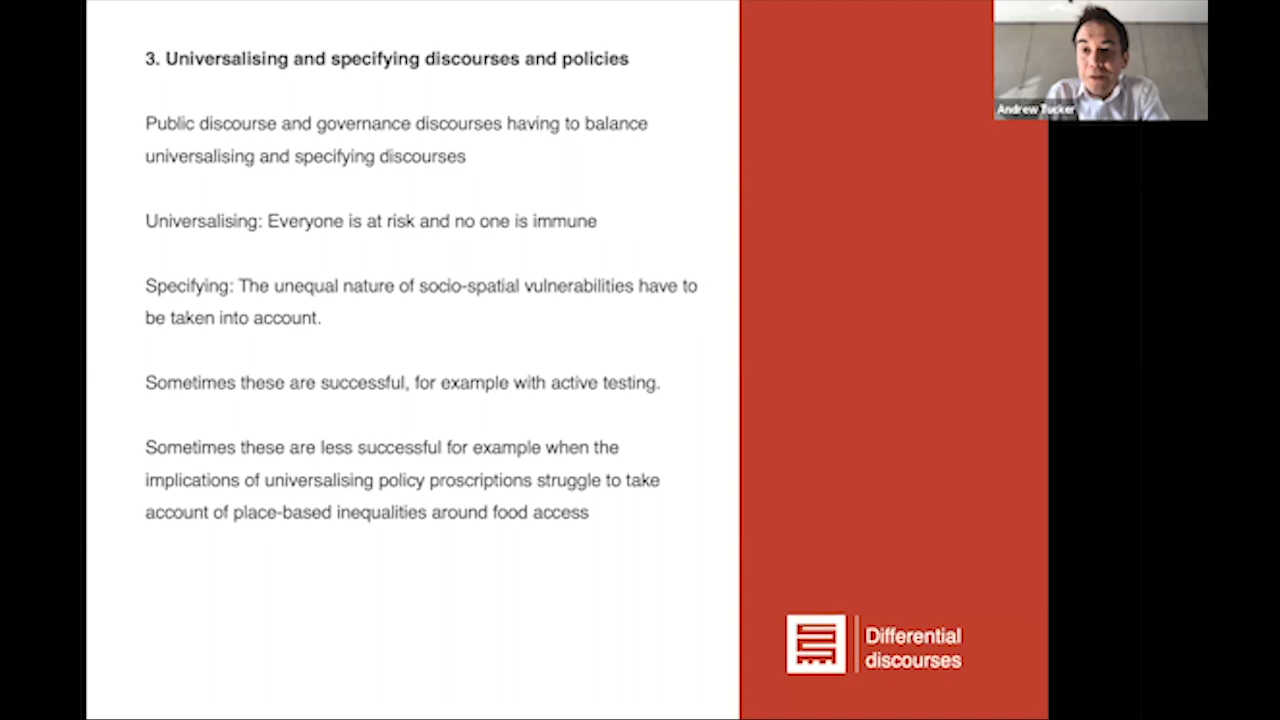 3. Universalising and specifying discourses and policies
Public discourse and governance discourses having to balance
universalising and specifying discourses
Universalising: Everyone is at risk and no one is immune
Specifying: The unequal nature of socio-spatial vulnerabilities have to
be taken into account.
Sometimes these are successful, for example with active testing.
Sometimes these are less successful for example when the
implications of universalising policy proscriptions struggle to take
account of place-based inequalities around food access
Andrew Tucker
Differential
discourses